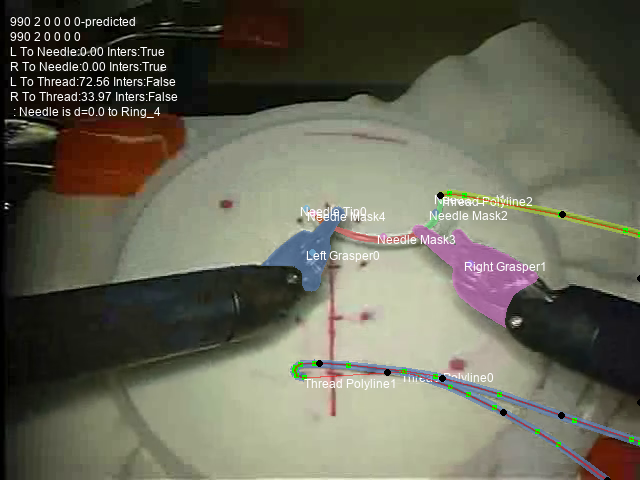 990 2 0 0 0 0-predicted
990 2 0 0 0 0
L To Needle:0.00 Inters:True
R To Needle:0.00 Inters:True
L To Thread:72.56 Inters:False
R To Thread:33.97 Inters:False
: Needle is d=0.0 to Ring_4
Thread Polyline2
Needle Tip0
Needle Mask4
Needle Mask2
Needle Mask3
Left Grasper0
Right Grasper1
Thread Polyline0
Thread Polyline1